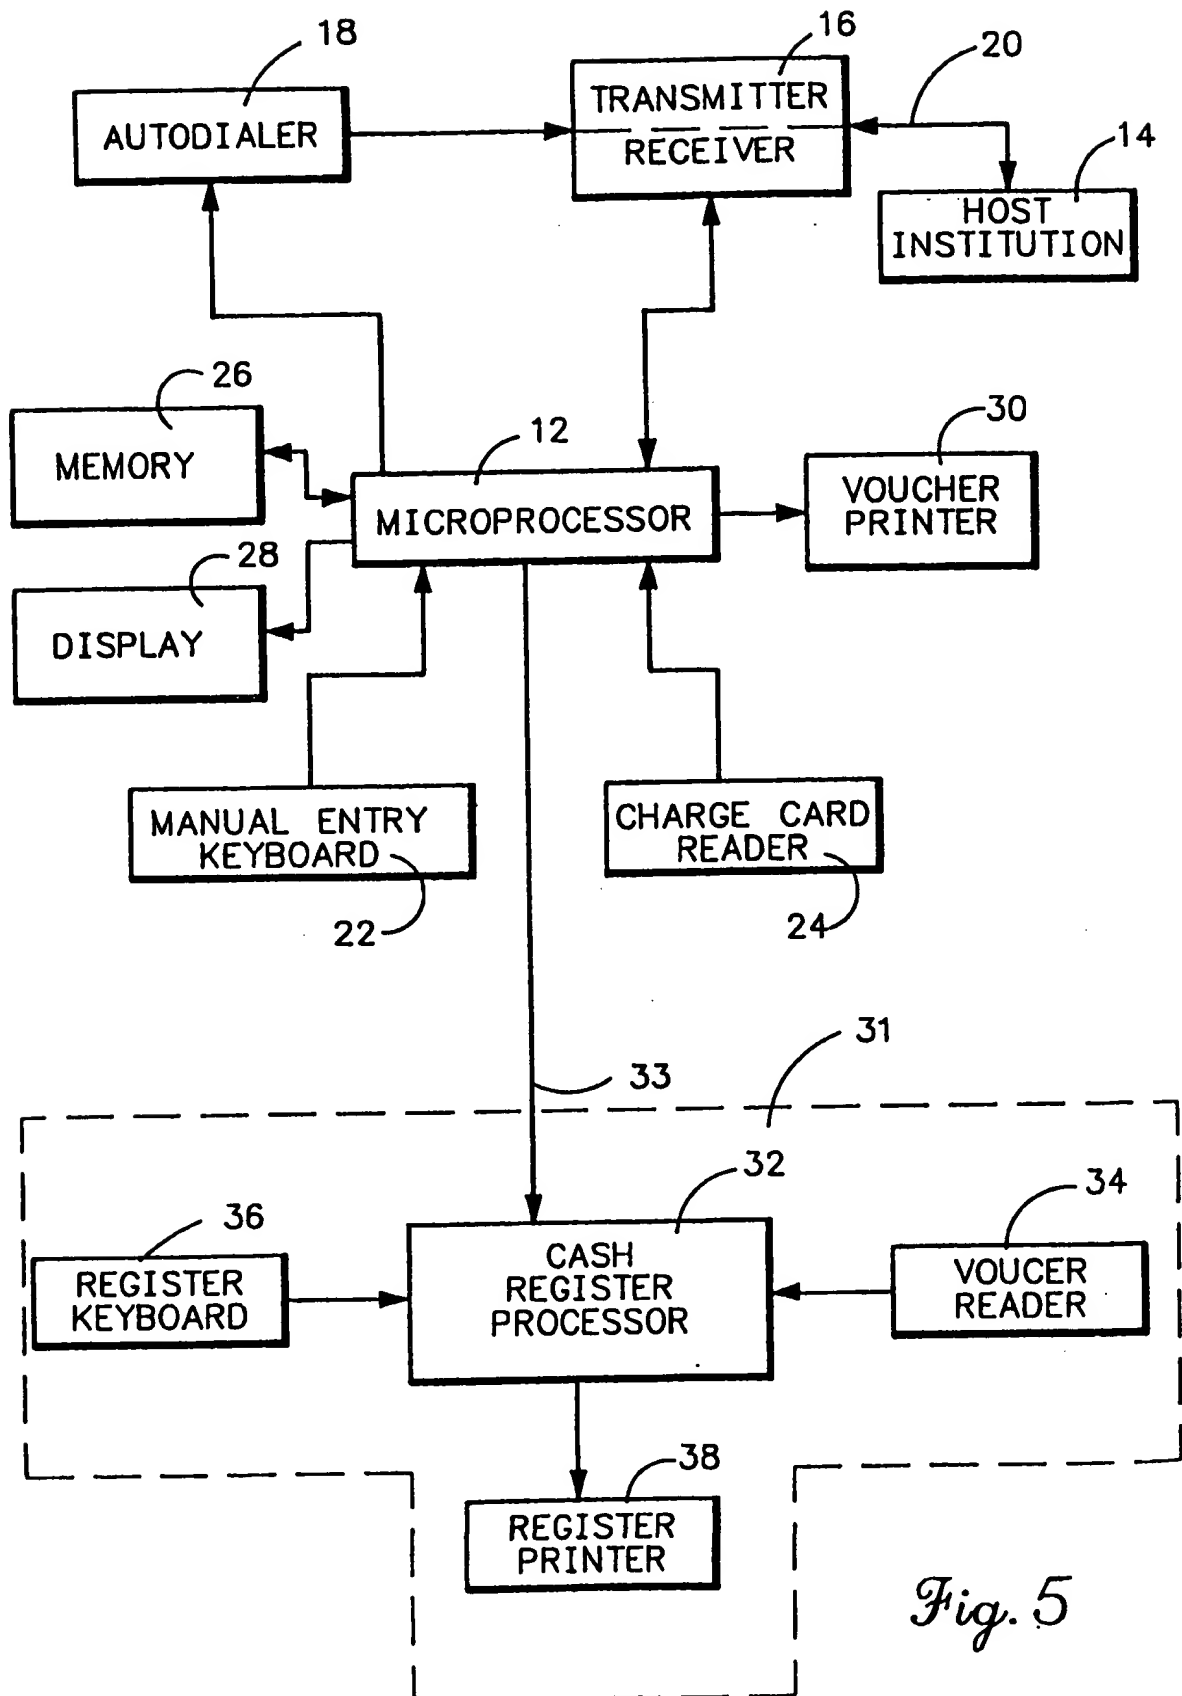 18
16
20
AUTODIALER
TRANSMITTER
RECEIVER
14
HOST
INSTITUTION
26
MEMORY
12
MICROPROCESSOR
30
VOUCHER
PRINTER
28
DISPLAY
MANUAL ENTRY
KEYBOARD
22
CHARGE CARD
READER
24
31
33
32
34
36
REGISTER
KEYBOARD
CASH
REGISTER
PROCESSOR
VOUCER
READER
38
REGISTER
PRINTER
Fig. 5